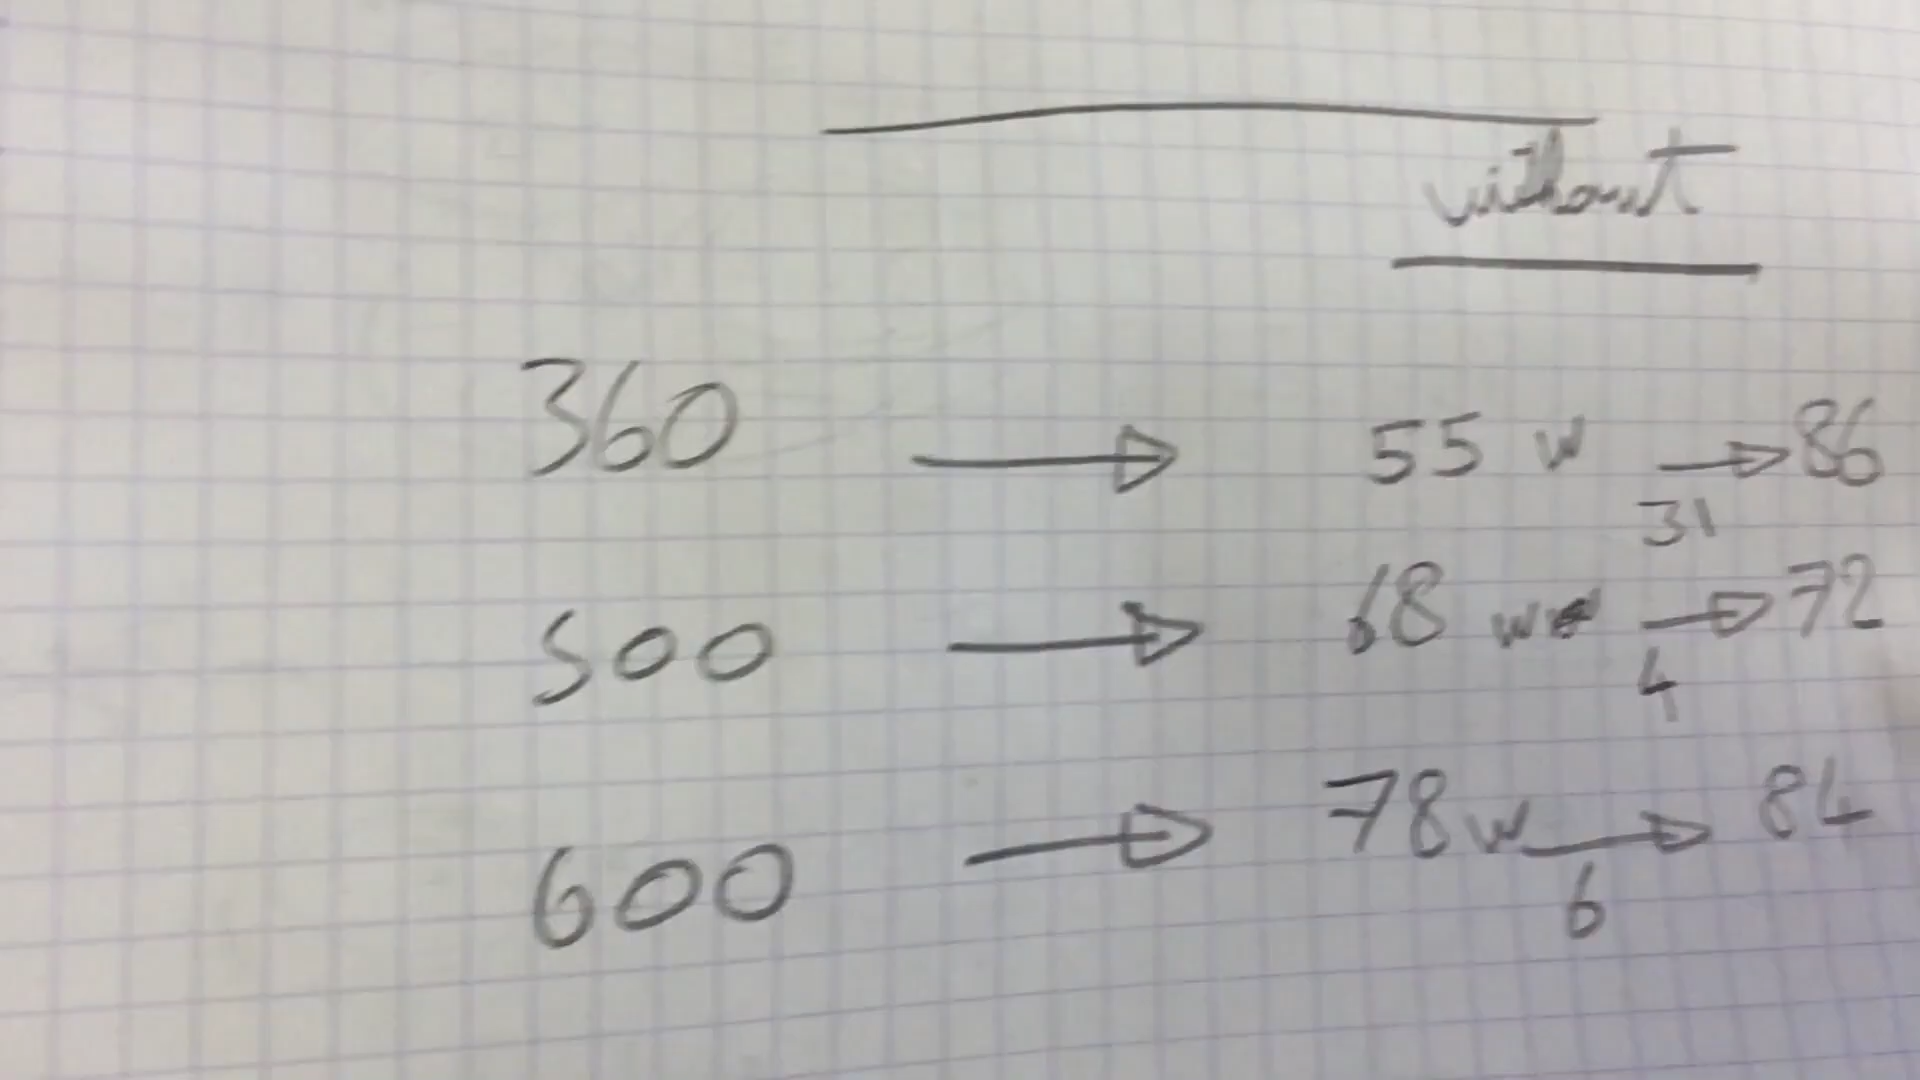 without
360 → 55 w → 86
31
500 → 68 w → 72
4
600 → 78 w → 84
6